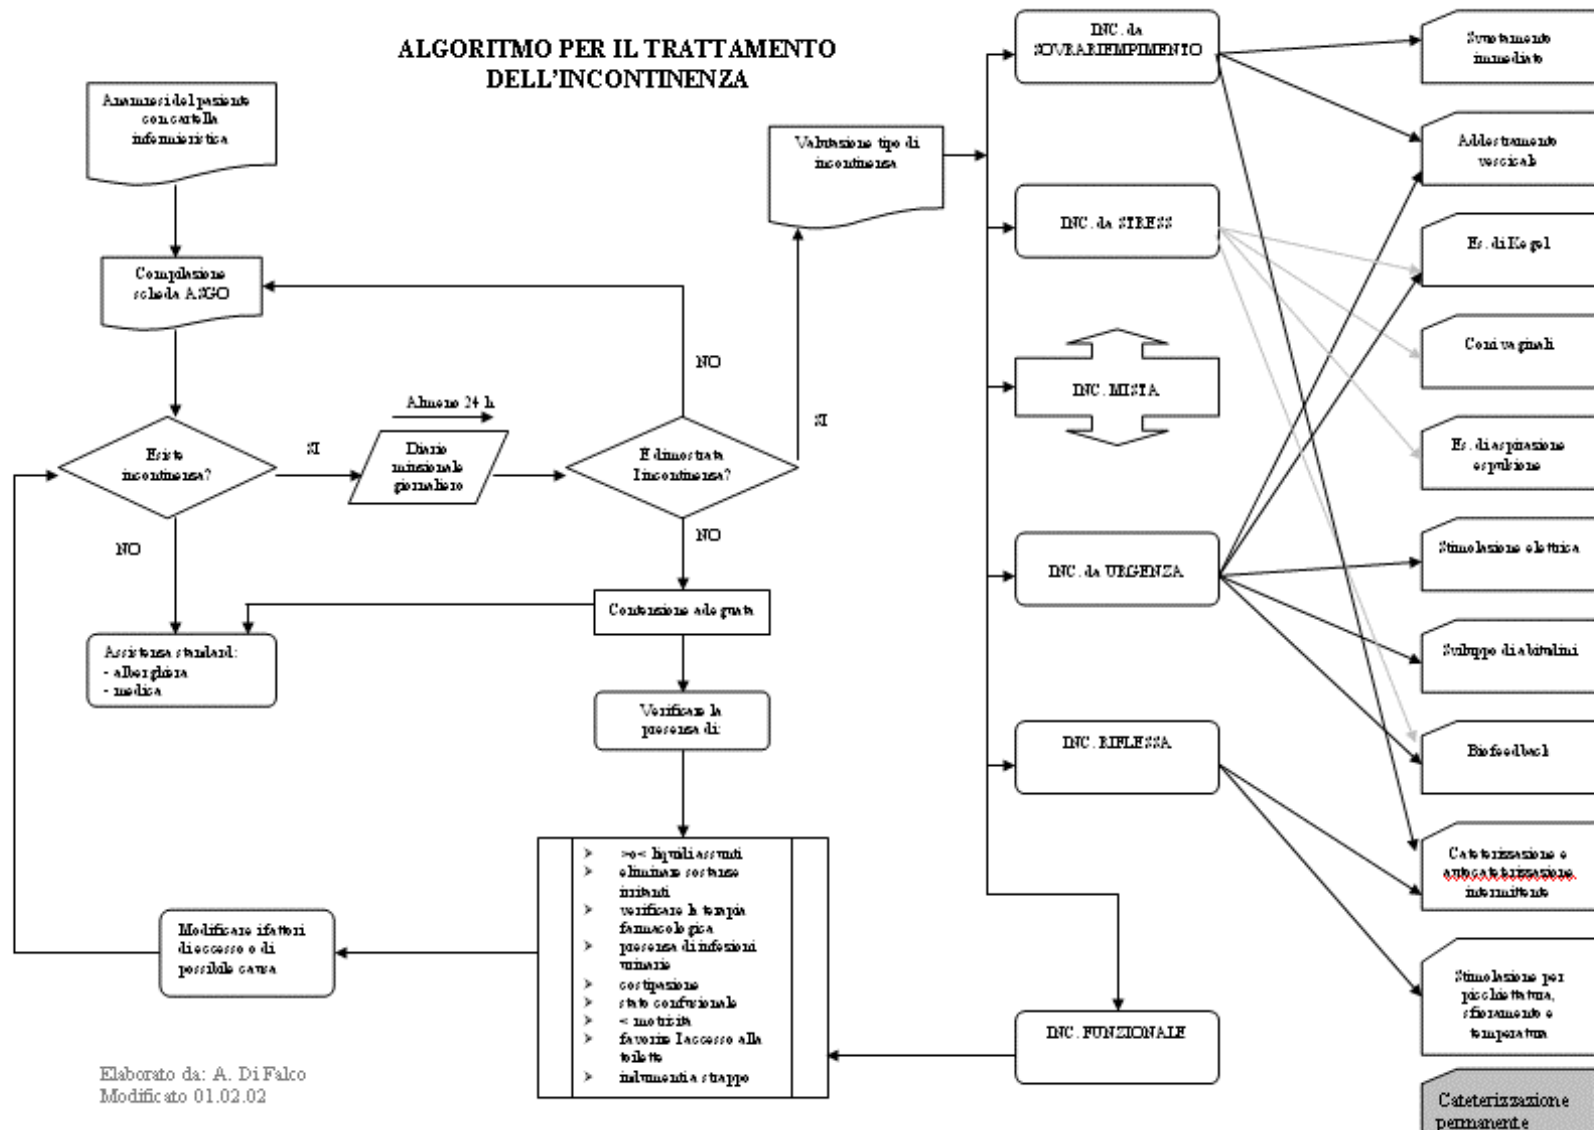 ALGORITMO PER IL TRATTAMENTO
DELL'INCONTINENZA
Anamnesi del paziente
con cartella
infermieristica
Compilazione
scheda ASGO
Esiste
incontinenza?
SI
NO
Almeno 24 h
Diario
minzionale
giornaliero
E dimostrata
l'incontinenza?
NO
SI
NO
Contenzione adeguata
Assistenza standard:
- alberghiera
- medica
Verificare la
presenza di:
> o < liquidi assunti
eliminare sostanze
irritanti
verificare la terapia
farmacologica
presenza di infezioni
urinarie
costipazione
stato confusionale
< motricità
favorire l'accesso alla
toilette
indumenti a strappo
Modificare i fattori
di eccesso o di
possibile causa
Valutazione tipo di
incontinenza
INC. da
SOVRARIEMPIMENTO
INC. da STRESS
INC. MISTA
INC. da URGENZA
INC. RIFLESSA
INC. FUNZIONALE
Svuotamento
immediato
Addestramento
vescicale
Es. di Kegel
Coni vaginali
Es. di aspirazione
espulsione
Stimolazione elettrica
Sviluppo di abitudini
Biofeedback
Cateterizzazione e
autocateterizzazione
intermittente
Stimolazione per
picchiettatura,
sfioramento e
temperatura
Cateterizzazione
permanente
Elaborato da: A. Di Falco
Modificato 01.02.02